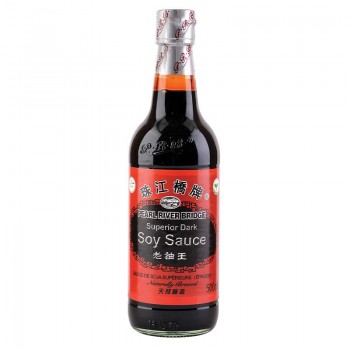 珠江橋牌
PEARL RIVER BRIDGE
Superior Dark
Soy Sauce
老抽王
Naturally Brewed
天然釀造